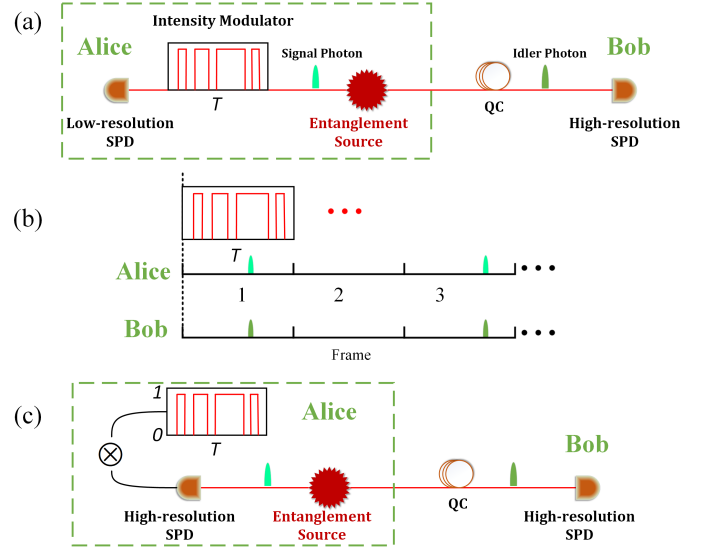 (a)
Intensity Modulator
Alice
Bob
Signal Photon
Idler Photon
T
QC
Low-resolution
SPD
Entanglement
Source
High-resolution
SPD
(b)
T
Alice
1 2 3
Bob
Frame
(c)
1
0
T
Alice
Bob
QC
High-resolution
SPD
Entanglement
Source
High-resolution
SPD